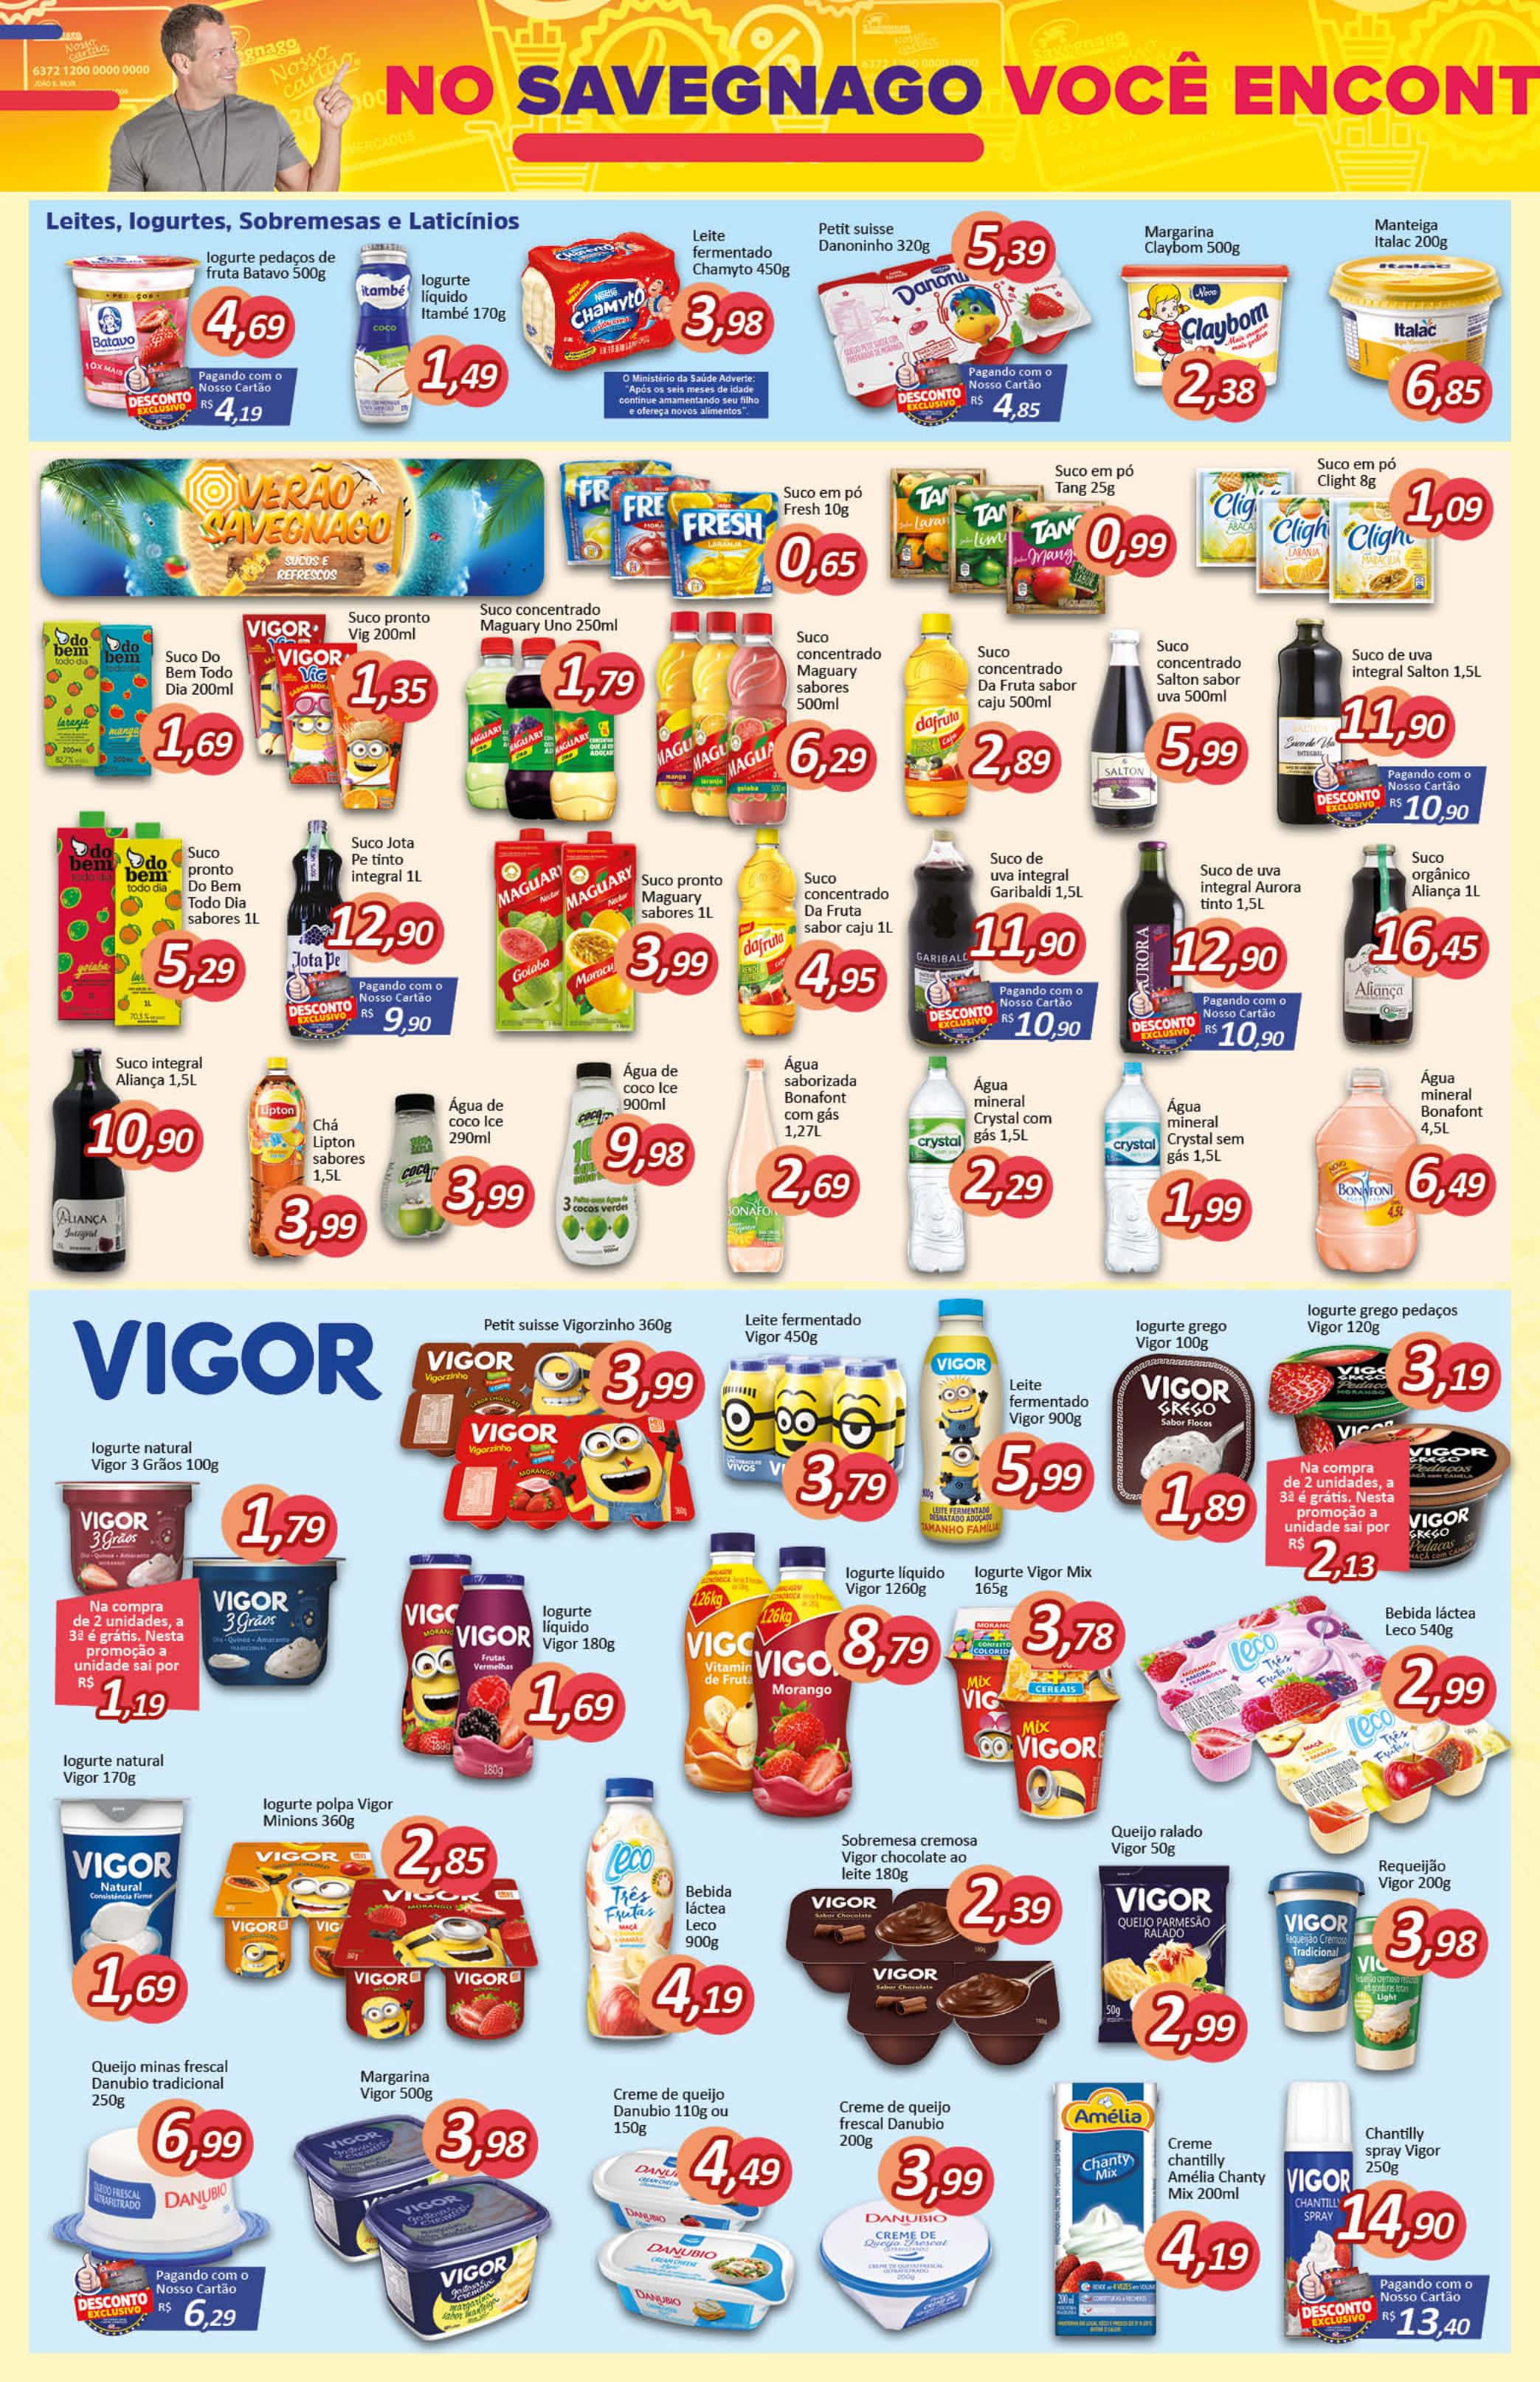 NO SAVEGNAGO VOCÊ ENCONT
Leites, Iogurtes, Sobremesas e Laticínios
Iogurte pedaços de
fruta Batavo 500g
4,69
DESCONTO
EXCLUSIVO
Pagando com o
Nosso Cartão
R$ 4,19
Iogurte
líquido
Itambé 170g
1,49
Leite
fermentado
Chamyto 450g
3,98
O Ministério da Saúde Adverte:
"Após os seis meses de idade
continue amamentando seu filho
e ofereça novos alimentos".
Petit suisse
Danoninho 320g
5,39
DESCONTO
EXCLUSIVO
Pagando com o
Nosso Cartão
R$ 4,85
Margarina
Claybom 500g
2,38
Manteiga
Italac 200g
6,85
VERÃO
SAVEGNAGO
SUCOS E
REFRESCOS
Suco em pó
Fresh 10g
0,65
Suco em pó
Tang 25g
0,99
Suco em pó
Clight 8g
1,09
Suco Do
Bem Todo
Dia 200ml
1,69
Suco pronto
Vig 200ml
1,35
Suco concentrado
Maguary Uno 250ml
1,79
Suco
concentrado
Maguary
sabores
500ml
6,29
Suco
concentrado
Da Fruta sabor
caju 500ml
2,89
Suco
concentrado
Salton sabor
uva 500ml
5,99
Suco de uva
integral Salton 1,5L
11,90
DESCONTO
EXCLUSIVO
Pagando com o
Nosso Cartão
R$ 10,90
Suco
pronto
Do Bem
Todo Dia
sabores 1L
5,29
Suco Jota
Pe tinto
integral 1L
12,90
DESCONTO
EXCLUSIVO
Pagando com o
Nosso Cartão
R$ 9,90
Suco pronto
Maguary
sabores 1L
3,99
Suco
concentrado
Da Fruta
sabor caju 1L
4,95
Suco de
uva integral
Garibaldi 1,5L
11,90
DESCONTO
EXCLUSIVO
Pagando com o
Nosso Cartão
R$ 10,90
Suco de uva
integral Aurora
tinto 1,5L
12,90
DESCONTO
EXCLUSIVO
Pagando com o
Nosso Cartão
R$ 10,90
Suco
orgânico
Aliança 1L
16,45
Suco integral
Aliança 1,5L
10,90
Chá
Lipton
sabores
1,5L
3,99
Água de
coco Ice
290ml
3,99
Água de
coco Ice
900ml
9,98
Água
saborizada
Bonafont
com gás
1,27L
2,69
Água
mineral
Crystal com
gás 1,5L
2,29
Água
mineral
Crystal sem
gás 1,5L
1,99
Água
mineral
Bonafont
4,5L
6,49
VIGOR
Iogurte natural
Vigor 3 Grãos 100g
1,79
Na compra
de 2 unidades, a
3ª é grátis. Nesta
promoção a
unidade sai por
R$ 1,19
Petit suisse Vigorzinho 360g
3,99
Leite fermentado
Vigor 450g
3,79
Leite
fermentado
Vigor 900g
5,99
Iogurte grego
Vigor 100g
1,89
Iogurte grego pedaços
Vigor 120g
3,19
Na compra
de 2 unidades, a
3ª é grátis. Nesta
promoção a
unidade sai por
R$ 2,13
Iogurte
líquido
Vigor 180g
1,69
Iogurte líquido
Vigor 1260g
8,79
Iogurte Vigor Mix
165g
3,78
Bebida láctea
Leco 540g
2,99
Iogurte natural
Vigor 170g
1,69
Iogurte polpa Vigor
Minions 360g
2,85
Bebida
láctea
Leco
900g
4,19
Sobremesa cremosa
Vigor chocolate ao
leite 180g
2,39
Queijo ralado
Vigor 50g
2,99
Requeijão
Vigor 200g
3,98
Queijo minas frescal
Danubio tradicional
250g
6,99
DESCONTO
EXCLUSIVO
Pagando com o
Nosso Cartão
R$ 6,29
Margarina
Vigor 500g
3,98
Creme de queijo
Danubio 110g ou
150g
4,49
Creme de queijo
frescal Danubio
200g
3,99
Creme
chantilly
Amélia Chanty
Mix 200ml
4,19
Chantilly
spray Vigor
250g
14,90
DESCONTO
EXCLUSIVO
Pagando com o
Nosso Cartão
R$ 13,40